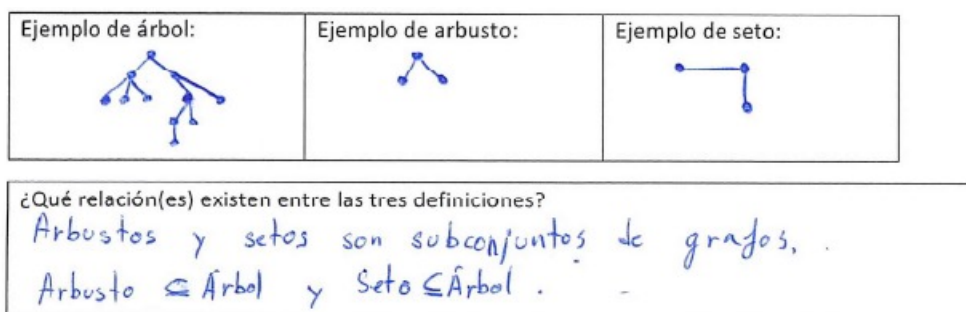 Ejemplo de árbol:
Ejemplo de arbusto:
Ejemplo de seto:
¿Qué relación(es) existen entre las tres definiciones?
Arbustos y setos son subconjuntos de grafos,.
Arbusto ⊆ Árbol y Seto ⊆ Árbol.